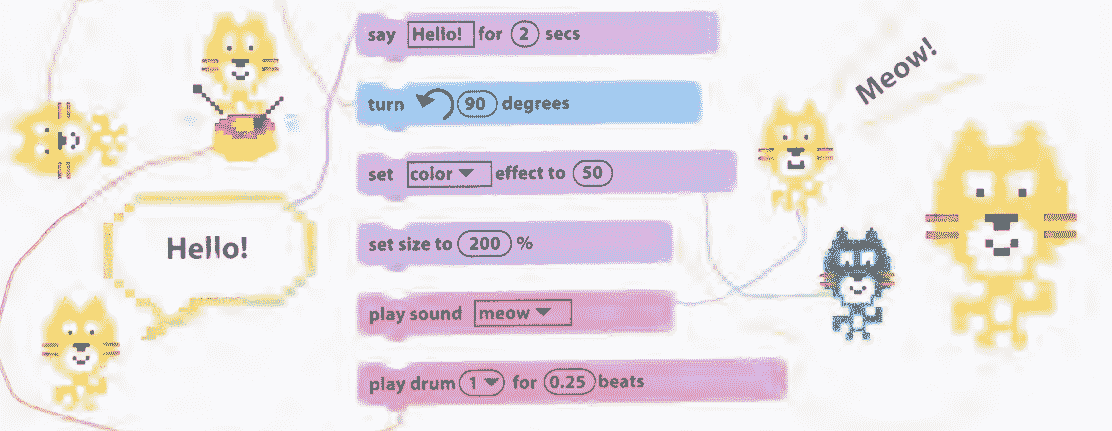 say Hello! for 2 secs
turn 90 degrees
set color effect to 50
set size to 200 %
play sound meow
play drum 1 for 0.25 beats
Hello!
Meow!